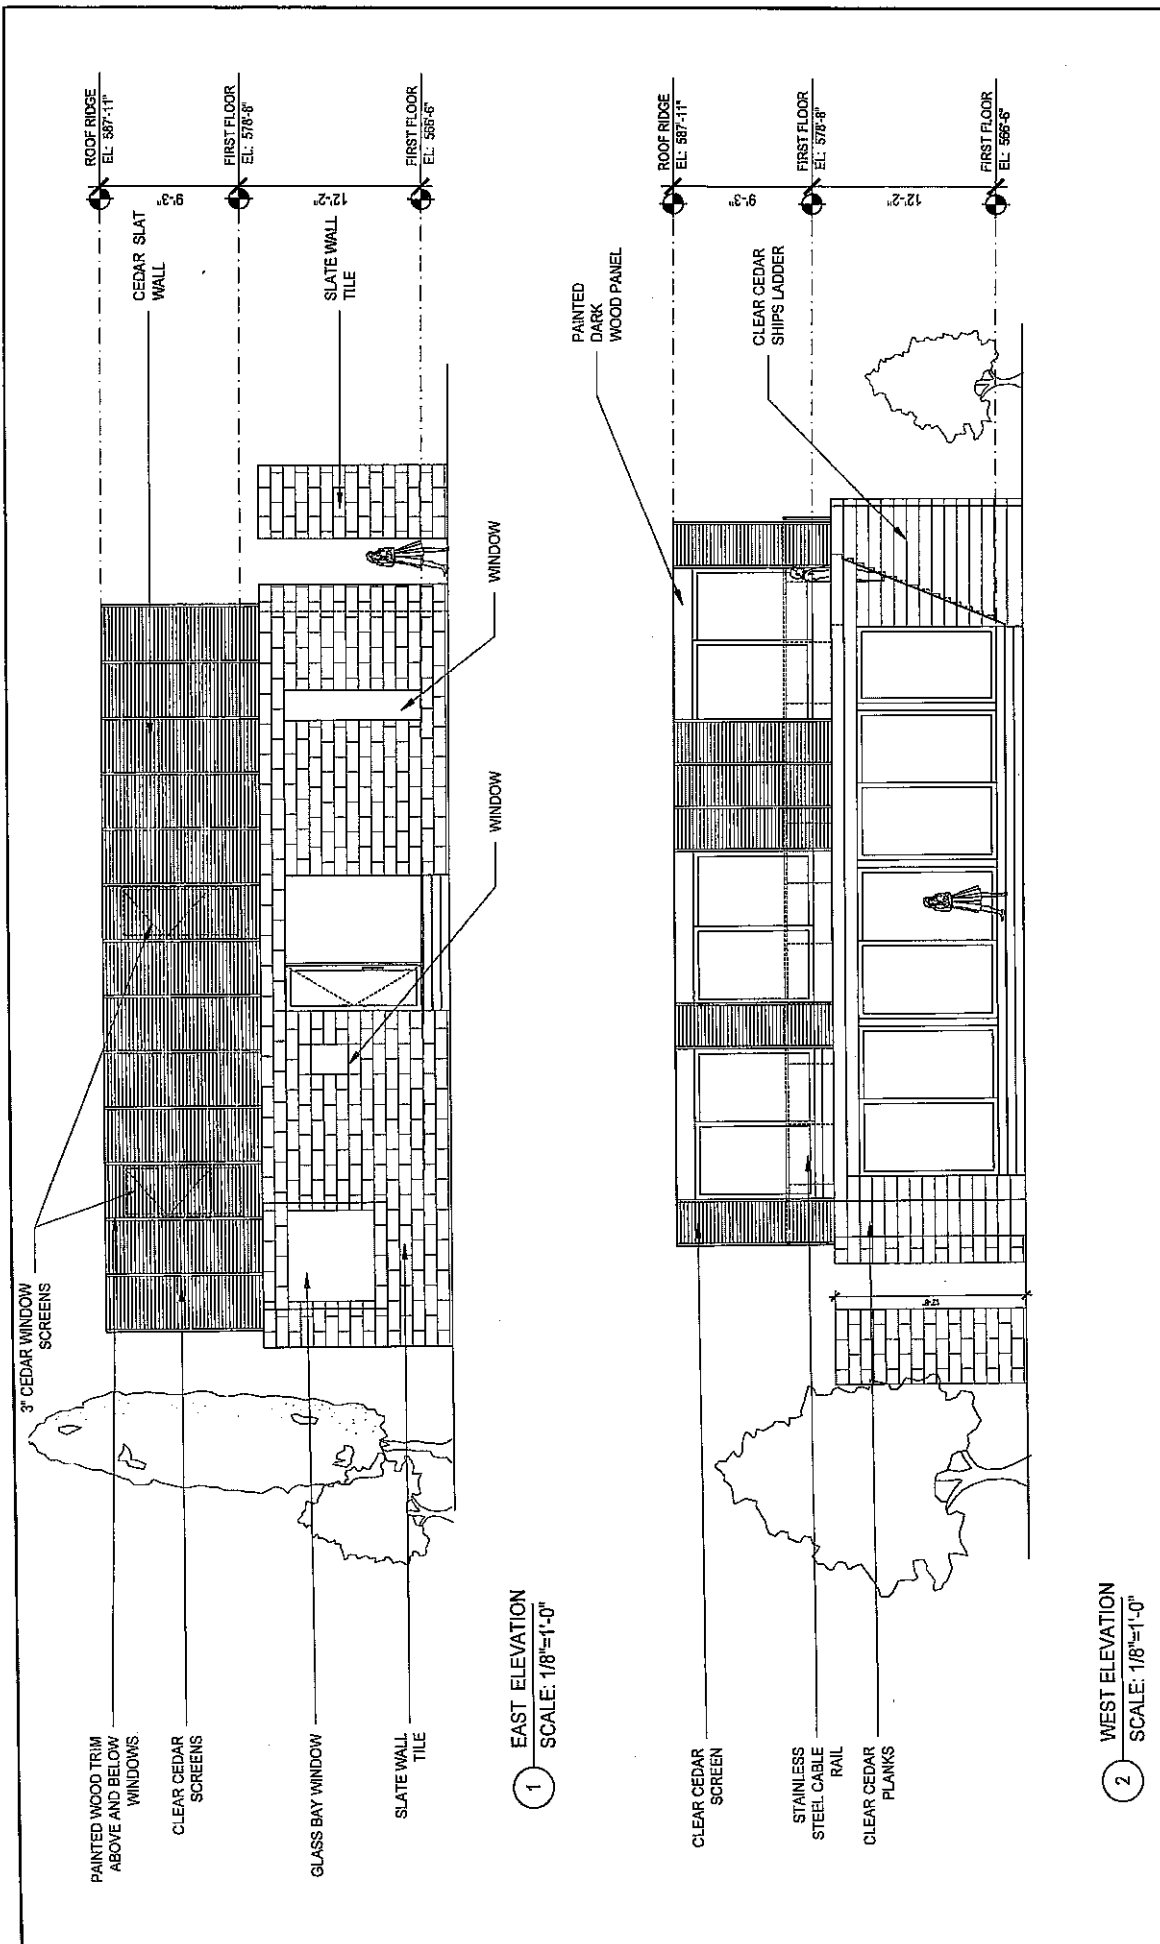 3" CEDAR WINDOW
SCREENS
PAINTED WOOD TRIM
ABOVE AND BELOW
WINDOWS
CLEAR CEDAR
SCREENS
GLASS BAY WINDOW
SLATE WALL
TILE
CEDAR SLAT
WALL
SLATE WALL
TILE
WINDOW
WINDOW
ROOF RIDGE
EL: 587'-11"
9'-3"
FIRST FLOOR
EL: 578'-8"
12'-2"
FIRST FLOOR
EL: 566'-6"
1
EAST ELEVATION
SCALE: 1/8"=1'-0"
PAINTED
DARK
WOOD PANEL
CLEAR CEDAR
SHIPS LADDER
ROOF RIDGE
EL: 587'-11"
9'-3"
FIRST FLOOR
EL: 578'-8"
12'-2"
FIRST FLOOR
EL: 566'-6"
CLEAR CEDAR
SCREEN
STAINLESS
STEEL CABLE
RAIL
CLEAR CEDAR
PLANKS
2
WEST ELEVATION
SCALE: 1/8"=1'-0"